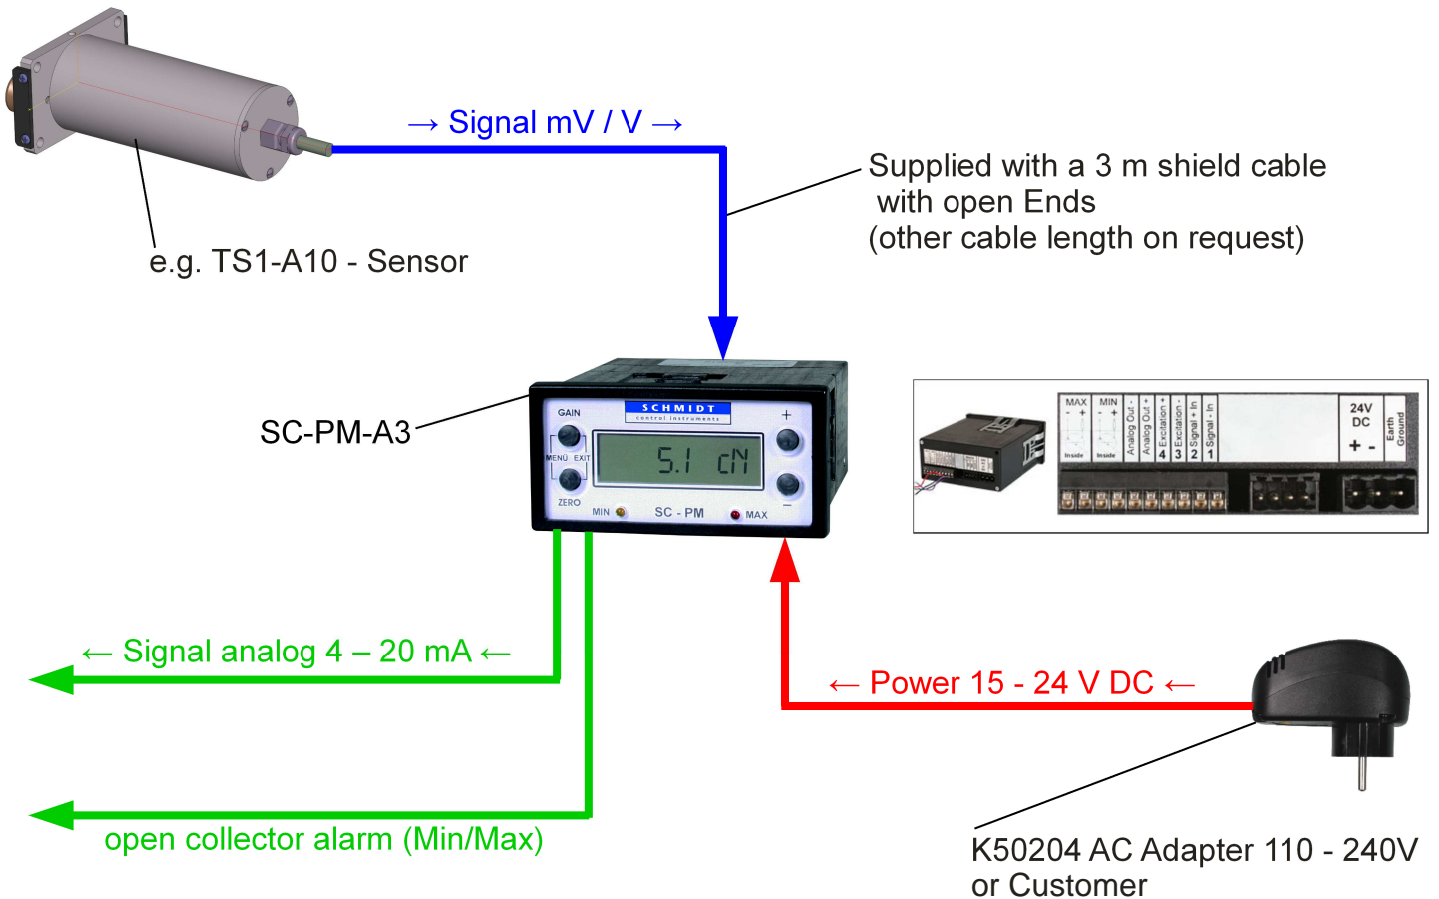 → Signal mV / V →
Supplied with a 3 m shield cable
with open Ends
(other cable length on request)
e.g. TS1-A10 - Sensor
SC-PM-A3
SCHMIDT
control instruments
GAIN
+
5.1 cN
MENÜ EXIT
ZERO
-
MIN
SC - PM
MAX
MAX
- +
Inside
MIN
- +
Inside
Analog Out -
Analog Out +
4 Excitation +
3 Excitation -
2 Signal + In
1 Signal - In
24V
DC
+ -
Earth
Ground
← Signal analog 4 – 20 mA ←
← Power 15 - 24 V DC ←
open collector alarm (Min/Max)
K50204 AC Adapter 110 - 240V
or Customer